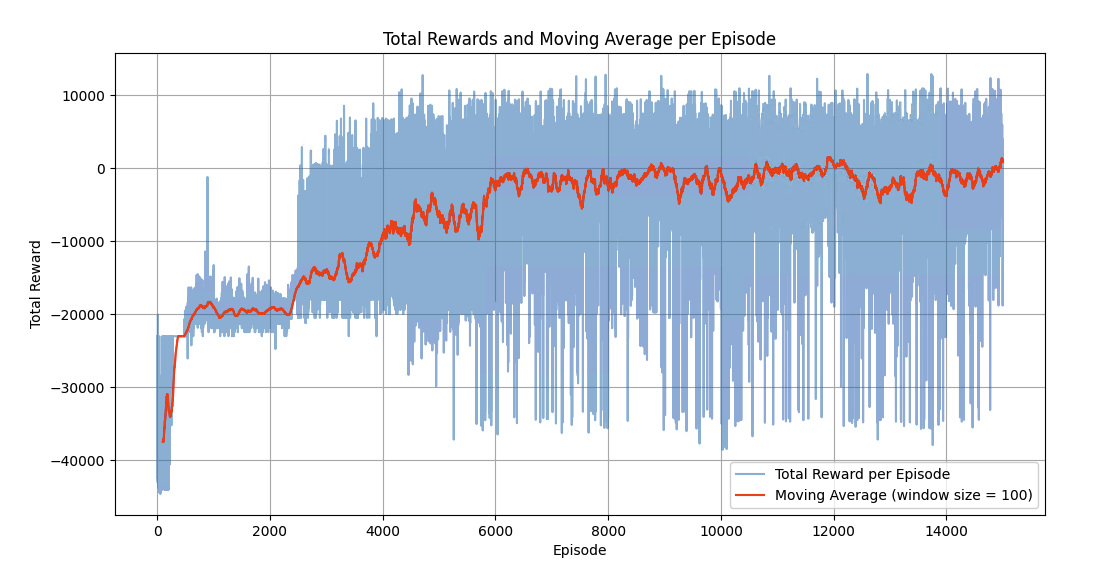 Total Rewards and Moving Average per Episode
Total Reward
10000
0
−10000
−20000
−30000
−40000
0 2000 4000 6000 8000 10000 12000 14000
Episode
Total Reward per Episode
Moving Average (window size = 100)